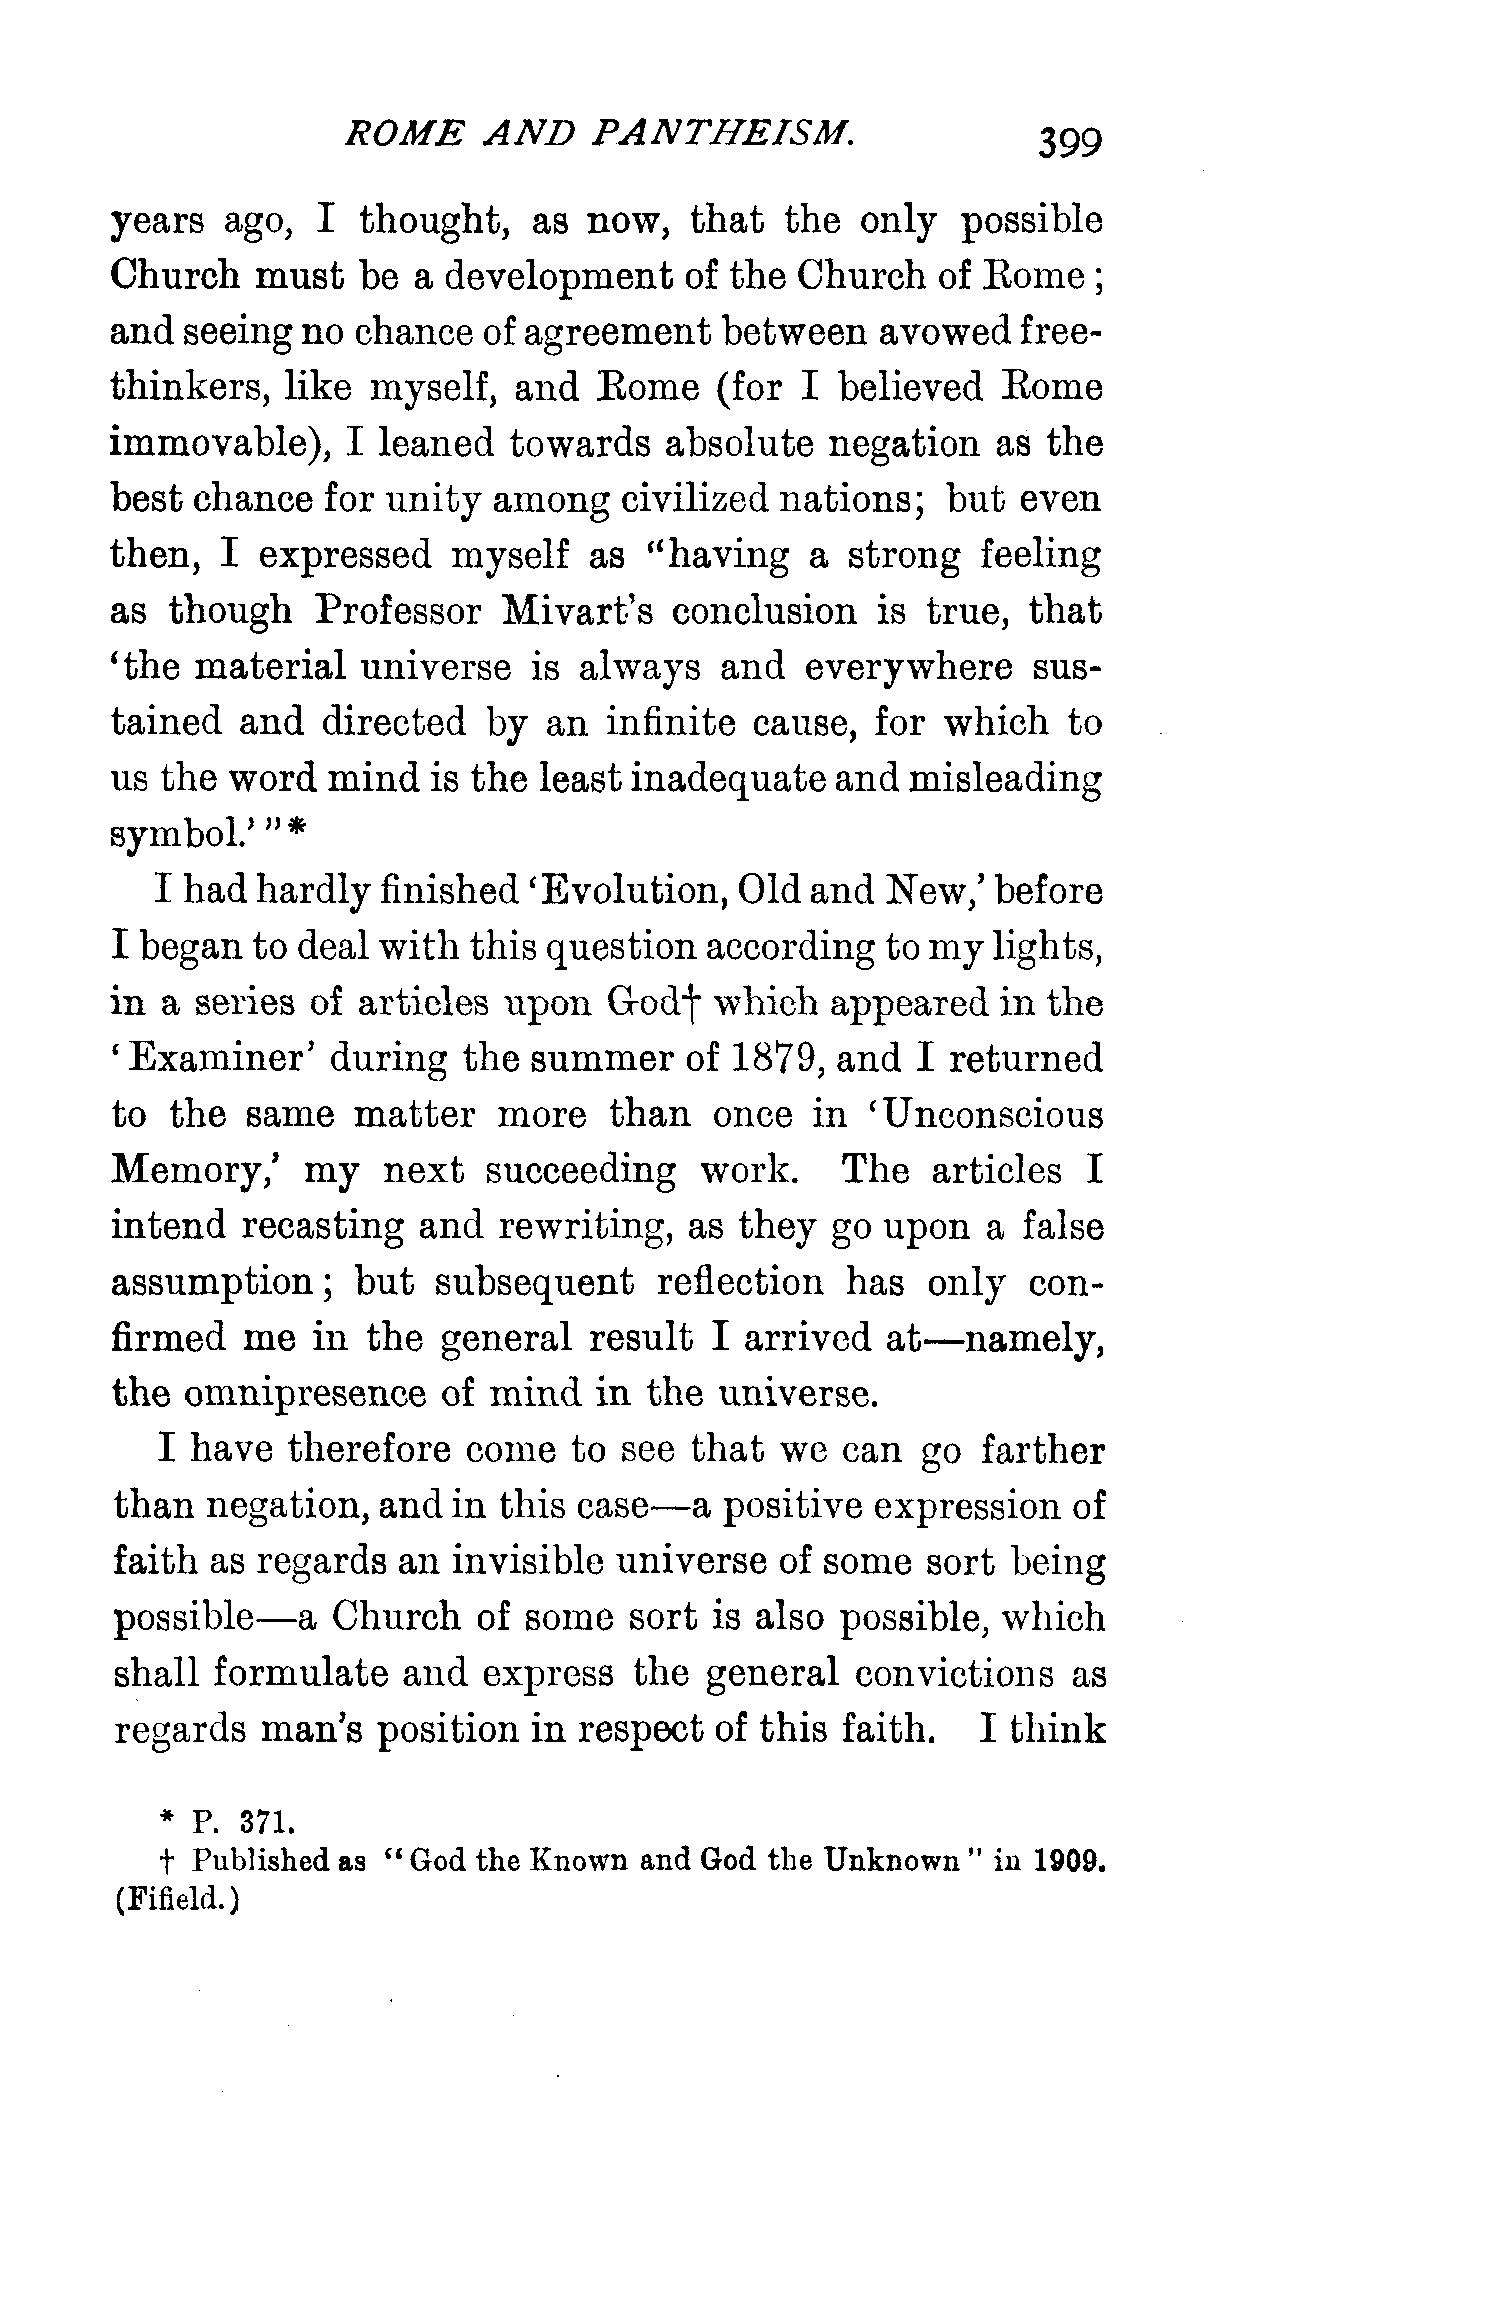 ROME AND PANTHEISM. 399
years ago, I thought, as now, that the only possible
Church must be a development of the Church of Rome;
and seeing no chance of agreement between avowed free-
thinkers, like myself, and Rome (for I believed Rome
immovable), I leaned towards absolute negation as the
best chance for unity among civilized nations; but even
then, I expressed myself as "having a strong feeling
as though Professor Mivart's conclusion is true, that
'the material universe is always and everywhere sus-
tained and directed by an infinite cause, for which to
us the word mind is the least inadequate and misleading
symbol.' "*
I had hardly finished 'Evolution, Old and New,' before
I began to deal with this question according to my lights,
in a series of articles upon God† which appeared in the
'Examiner' during the summer of 1879, and I returned
to the same matter more than once in 'Unconscious
Memory,' my next succeeding work. The articles I
intend recasting and rewriting, as they go upon a false
assumption; but subsequent reflection has only con-
firmed me in the general result I arrived at—namely,
the omnipresence of mind in the universe.
I have therefore come to see that we can go farther
than negation, and in this case—a positive expression of
faith as regards an invisible universe of some sort being
possible—a Church of some sort is also possible, which
shall formulate and express the general convictions as
regards man's position in respect of this faith. I think
* P. 371.
† Published as "God the Known and God the Unknown" in 1909.
(Fifield.)